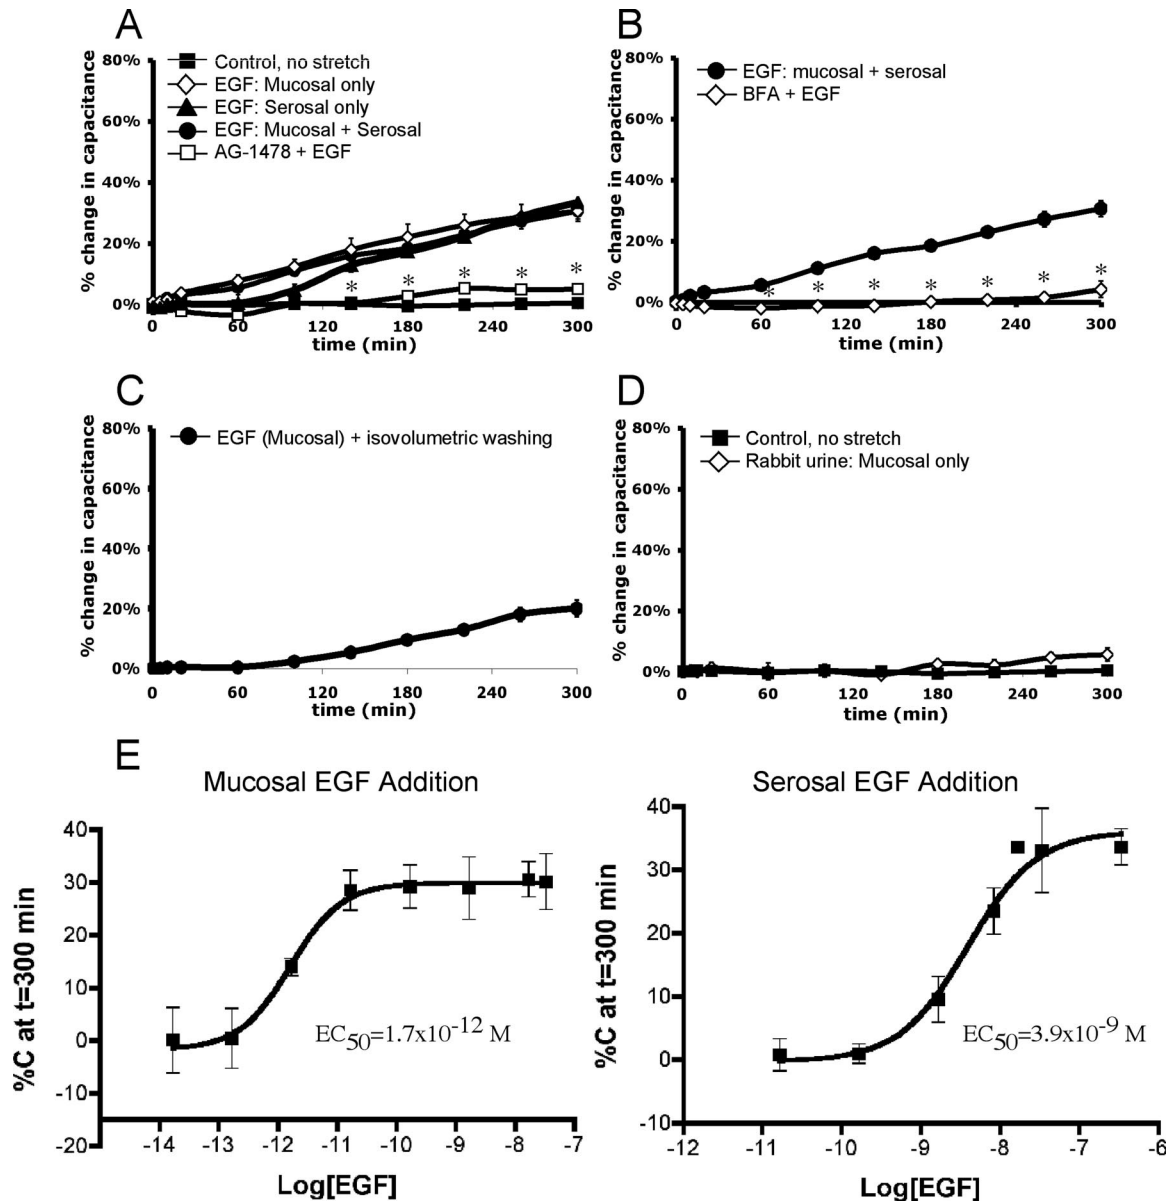 A
B
80%
60%
40%
20%
0%
% change in capacitance
Control, no stretch
EGF: Mucosal only
EGF: Serosal only
EGF: Mucosal + Serosal
AG-1478 + EGF
* * * * *
0 60 120 180 240 300
time (min)
80%
60%
40%
20%
0%
% change in capacitance
EGF: mucosal + serosal
BFA + EGF
* * * * * * *
0 60 120 180 240 300
time (min)
C
D
80%
60%
40%
20%
0%
% change in capacitance
EGF (Mucosal) + isovolumetric washing
0 60 120 180 240 300
time (min)
80%
60%
40%
20%
0%
% change in capacitance
Control, no stretch
Rabbit urine: Mucosal only
0 60 120 180 240 300
time (min)
E
Mucosal EGF Addition
40
30
20
10
0
-10
-20
%C at t=300 min
EC50=1.7x10-12 M
-14 -13 -12 -11 -10 -9 -8 -7
Log[EGF]
Serosal EGF Addition
40
30
20
10
0
-10
%C at t=300 min
EC50=3.9x10-9 M
-12 -11 -10 -9 -8 -7 -6
Log[EGF]